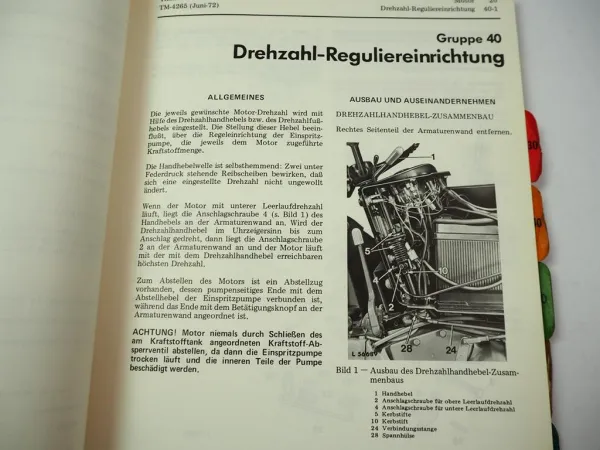 TM-4265 (Juni-72)
Motor 20
Drehzahl-Reguliereinrichtung 40-1
Gruppe 40
Drehzahl-Reguliereinrichtung
ALLGEMEINES
Die jeweils gewünschte Motor-Drehzahl wird mit
Hilfe des Drehzahlhandhebels bzw. des Drehzahlfuß-
hebels eingestellt. Die Stellung dieser Hebel beein-
flußt, über die Regeleinrichtung der Einspritz-
pumpe, die jeweils dem Motor zugeführte
Kraftstoffmenge.
Die Handhebelwelle ist selbsthemmend: Zwei unter
Federdruck stehende Reibscheiben bewirken, daß
sich eine eingestellte Drehzahl nicht ungewollt
ändert.
Wenn der Motor mit unterer Leerlaufdrehzahl
läuft, liegt die Anschlagschraube 4 (s. Bild 1) des
Handhebels an der Armaturenwand an. Wird der
Drehzahlhandhebel im Uhrzeigersinn bis zum
Anschlag gedreht, dann liegt die Anschlagschraube
2 an der Armaturenwand an und der Motor läuft
mit der mit dem Drehzahlhandhebel erreichbaren
höchsten Drehzahl.
Zum Abstellen des Motors ist ein Abstellzug
vorhanden, dessen pumpenseitiges Ende mit dem
Abstellhebel der Einspritzpumpe verbunden ist,
während das Ende mit dem Betätigungsknopf an der
Armaturenwand angeordnet ist.
ACHTUNG! Motor niemals durch Schließen des
am Kraftstofftank angeordneten Kraftstoff-Ab-
sperrventil abstellen, da dann die Einspritzpumpe
trocken läuft und die inneren Teile der Pumpe
beschädigt werden.
AUSBAU UND AUSEINANDERNEHMEN
DREHZAHLHANDHEBEL-ZUSAMMENBAU
Rechtes Seitenteil der Armaturenwand entfernen.
1
5
10
4
2
28
24
Bild 1 — Ausbau des Drehzahlhandhebel-Zusam-
menbaus
1 Handhebel
2 Anschlagschraube für obere Leerlaufdrehzahl
4 Anschlagschraube für untere Leerlaufdrehzahl
5 Kerbstifte
10 Kerbstift
24 Verbindungsstange
28 Spannhülse